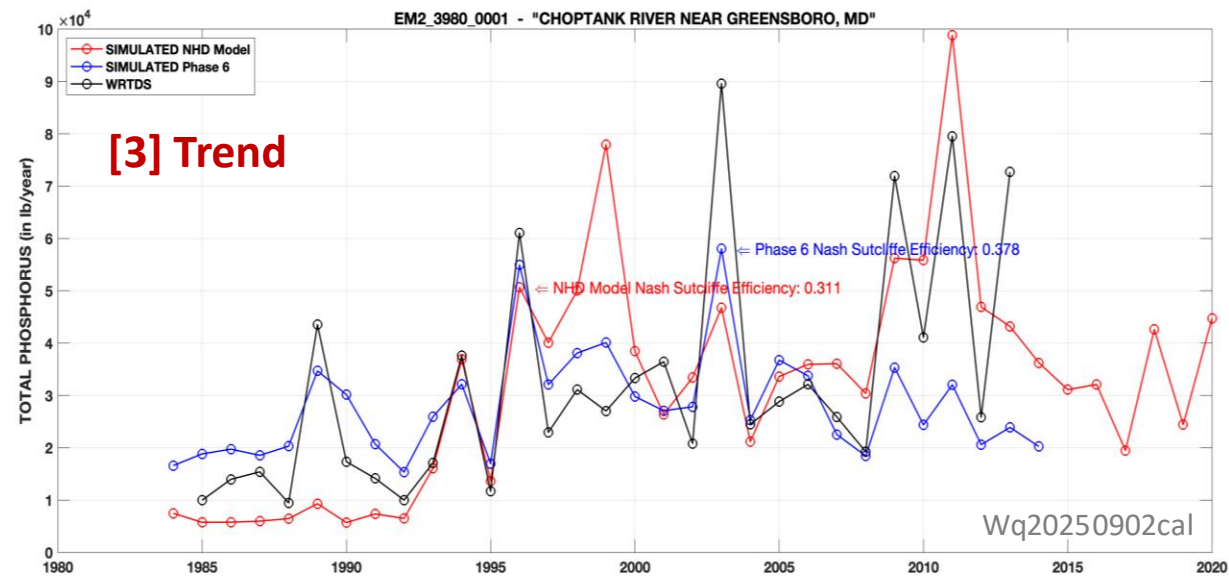 EM2_3980_0001 - "CHOPTANK RIVER NEAR GREENSBORO, MD"
×10⁴
SIMULATED NHD Model
SIMULATED Phase 6
WRTDS
[3] Trend
TOTAL PHOSPHORUS (in lb/year)
10
9
8
7
6
5
4
3
2
1
0
⇐ Phase 6 Nash Sutcliffe Efficiency: 0.378
⇐ NHD Model Nash Sutcliffe Efficiency: 0.311
Wq20250902cal
1980 1985 1990 1995 2000 2005 2010 2015 2020